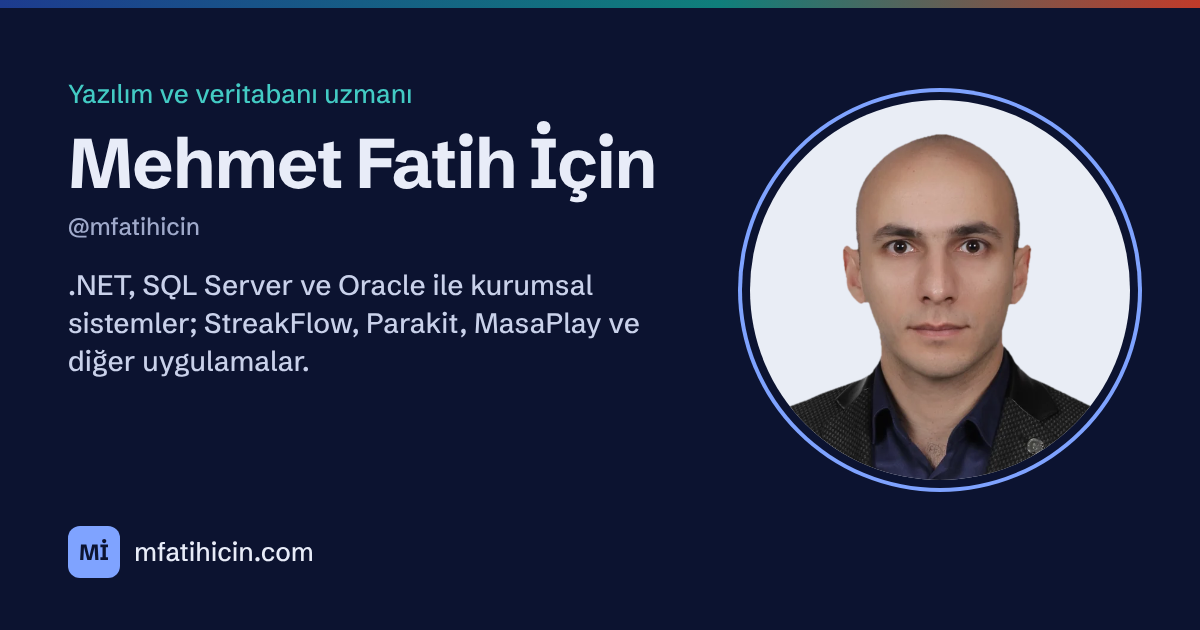 Yazılım ve veritabanı uzmanı
Mehmet Fatih İçin
@mfatihicin
.NET, SQL Server ve Oracle ile kurumsal
sistemler; StreakFlow, Parakit, MasaPlay ve
diğer uygulamalar.
Mİ mfatihicin.com